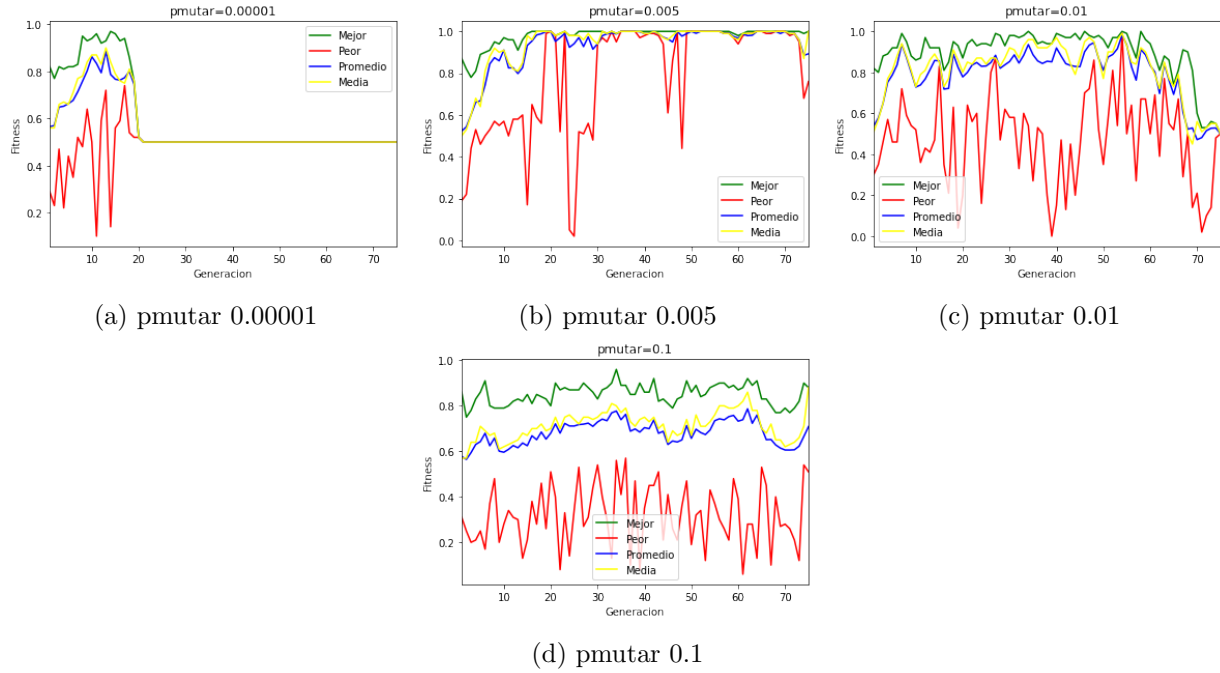 pmutar=0.00001
1.0
0.8
0.6
0.4
0.2
Fitness
Mejor
Peor
Promedio
Media
10 20 30 40 50 60 70
Generacion
(a) pmutar 0.00001
pmutar=0.005
1.0
0.8
0.6
0.4
0.2
0.0
Fitness
Mejor
Peor
Promedio
Media
10 20 30 40 50 60 70
Generacion
(b) pmutar 0.005
pmutar=0.01
1.0
0.8
0.6
0.4
0.2
0.0
Fitness
Mejor
Peor
Promedio
Media
10 20 30 40 50 60 70
Generacion
(c) pmutar 0.01
pmutar=0.1
1.0
0.8
0.6
0.4
0.2
Fitness
Mejor
Peor
Promedio
Media
10 20 30 40 50 60 70
Generacion
(d) pmutar 0.1